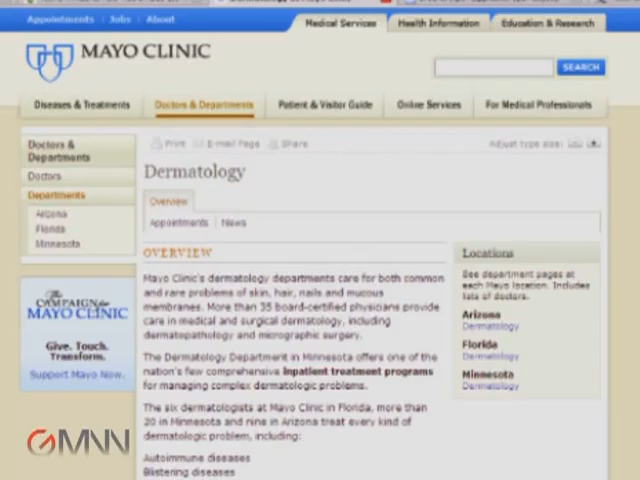 Appointments Jobs About
Medical Services Health Information Education & Research
MAYO CLINIC
SEARCH
Diseases & Treatments Doctors & Departments Patient & Visitor Guide Online Services For Medical Professionals
Doctors &
Departments
Doctors
Departments
Arizona
Florida
Minnesota
The
CAMPAIGN for
MAYO CLINIC
Give. Touch.
Transform.
Support Mayo Now.
Print E-mail Page Share Adjust type size:
Dermatology
Overview
Appointments | News
OVERVIEW
Mayo Clinic's dermatology departments care for both common
and rare problems of skin, hair, nails and mucous
membranes. More than 35 board-certified physicians provide
care in medical and surgical dermatology, including
dermatopathology and micrographic surgery.
The Dermatology Department in Minnesota offers one of the
nation's few comprehensive inpatient treatment programs
for managing complex dermatologic problems.
The six dermatologists at Mayo Clinic in Florida, more than
20 in Minnesota and nine in Arizona treat every kind of
dermatologic problem, including:
Autoimmune diseases
Blistering diseases
Locations
See department pages at
each Mayo location. Includes
lists of doctors.
Arizona
Dermatology
Florida
Dermatology
Minnesota
Dermatology
MNN